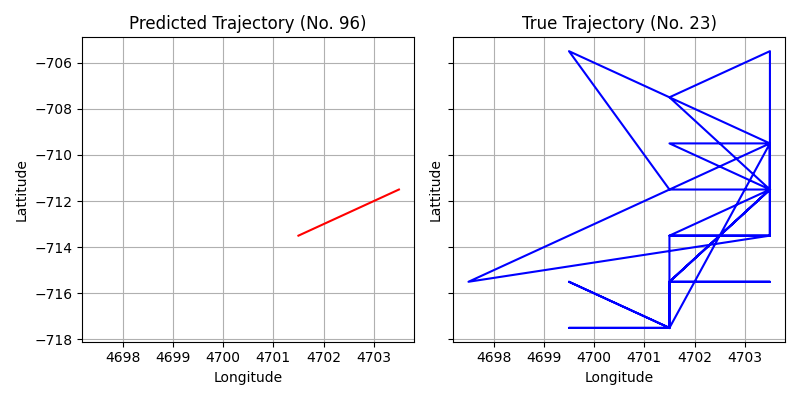 Predicted Trajectory (No. 96)
True Trajectory (No. 23)
−706
−708
−710
−712
−714
−716
−718
Lattitude
Lattitude
4698 4699 4700 4701 4702 4703
4698 4699 4700 4701 4702 4703
Longitude
Longitude